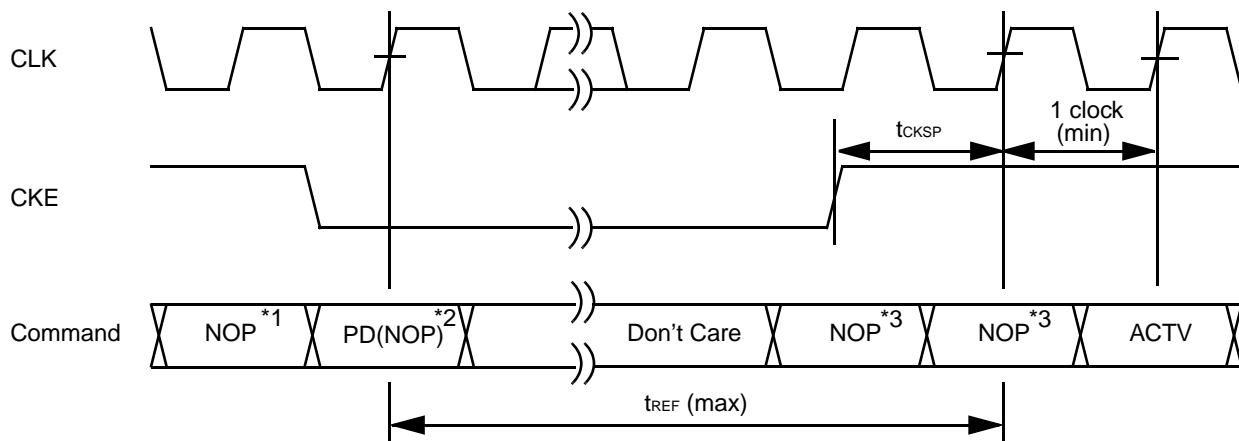 CLK
tCKSP
1 clock
(min)
CKE
Command
NOP *1
PD(NOP) *2
Don't Care
NOP *3
NOP *3
ACTV
tREF (max)